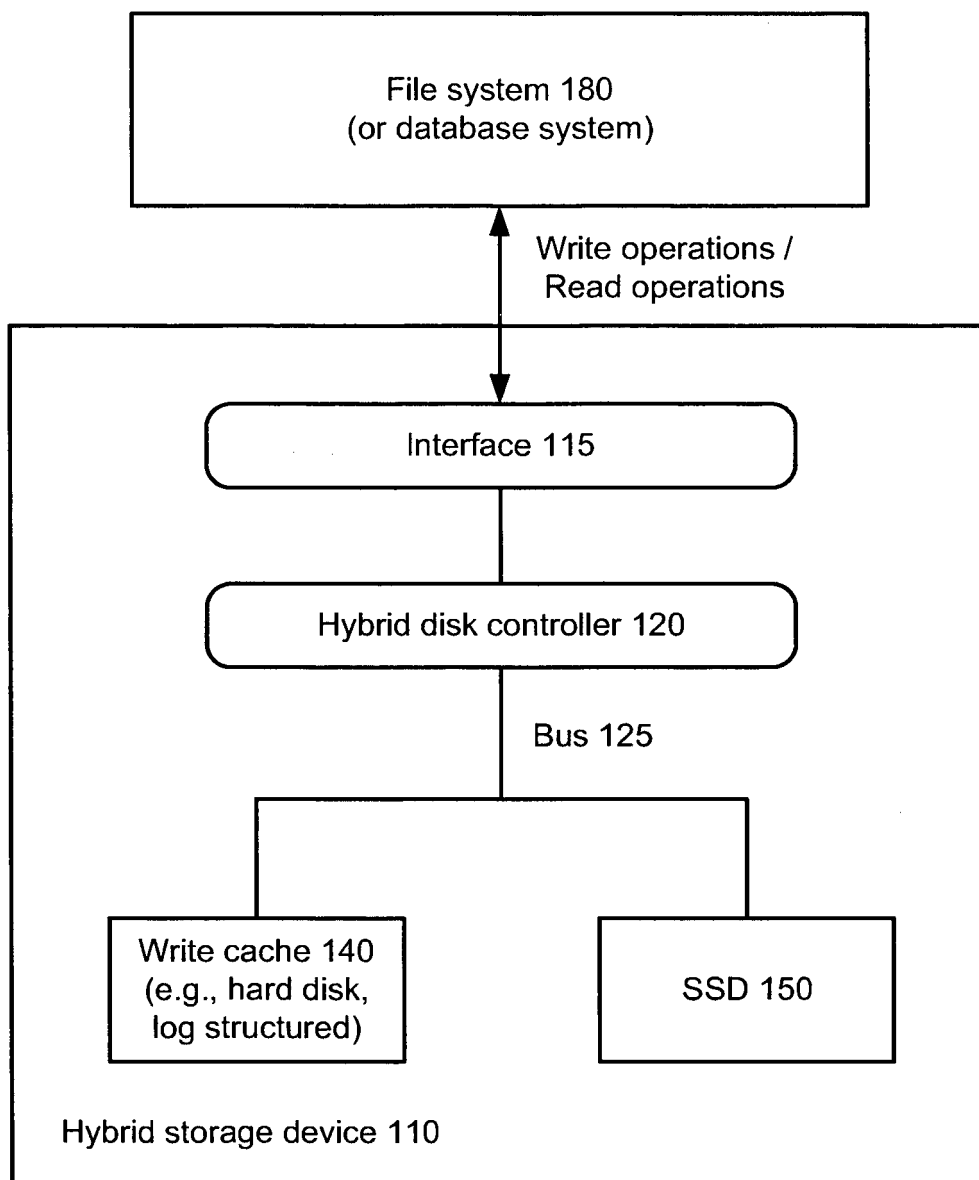 File system 180
(or database system)
Write operations /
Read operations
Interface 115
Hybrid disk controller 120
Bus 125
Write cache 140
(e.g., hard disk,
log structured)
SSD 150
Hybrid storage device 110